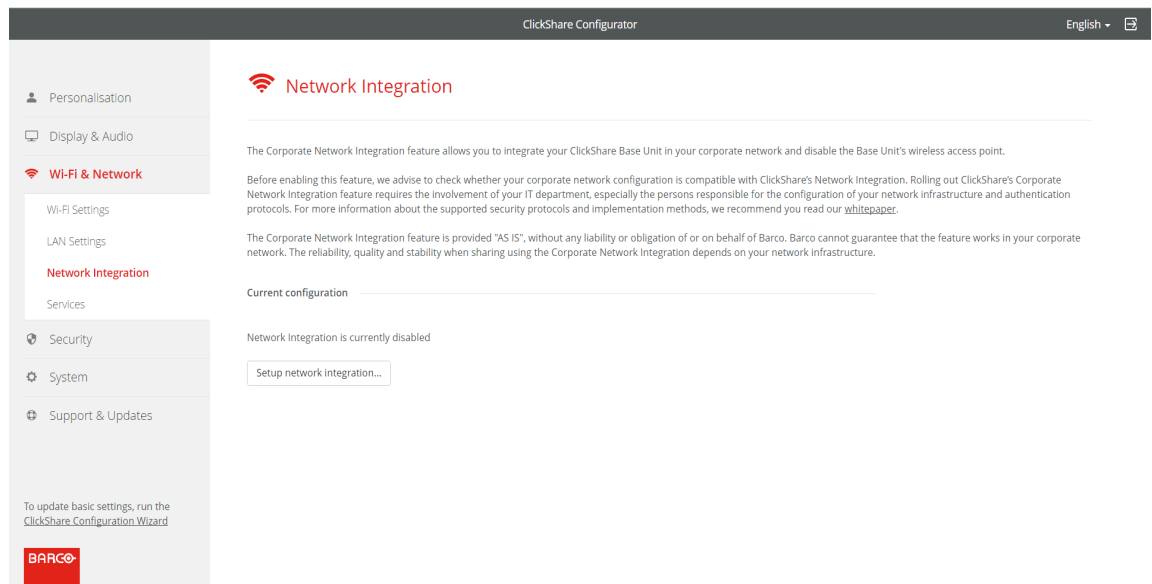 ClickShare Configurator
English
Personalisation
Display & Audio
Wi-Fi & Network
Wi-Fi Settings
LAN Settings
Network Integration
Services
Security
System
Support & Updates
To update basic settings, run the
ClickShare Configuration Wizard
BARCO
Network Integration
The Corporate Network Integration feature allows you to integrate your ClickShare Base Unit in your corporate network and disable the Base Unit's wireless access point.
Before enabling this feature, we advise to check whether your corporate network configuration is compatible with ClickShare's Network Integration. Rolling out ClickShare's Corporate
Network Integration feature requires the involvement of your IT department, especially the persons responsible for the configuration of your network infrastructure and authentication
protocols. For more information about the supported security protocols and implementation methods, we recommend you read our whitepaper.
The Corporate Network Integration feature is provided "AS IS", without any liability or obligation of or on behalf of Barco. Barco cannot guarantee that the feature works in your corporate
network. The reliability, quality and stability when sharing using the Corporate Network Integration depends on your network infrastructure.
Current configuration
Network Integration is currently disabled
Setup network integration...